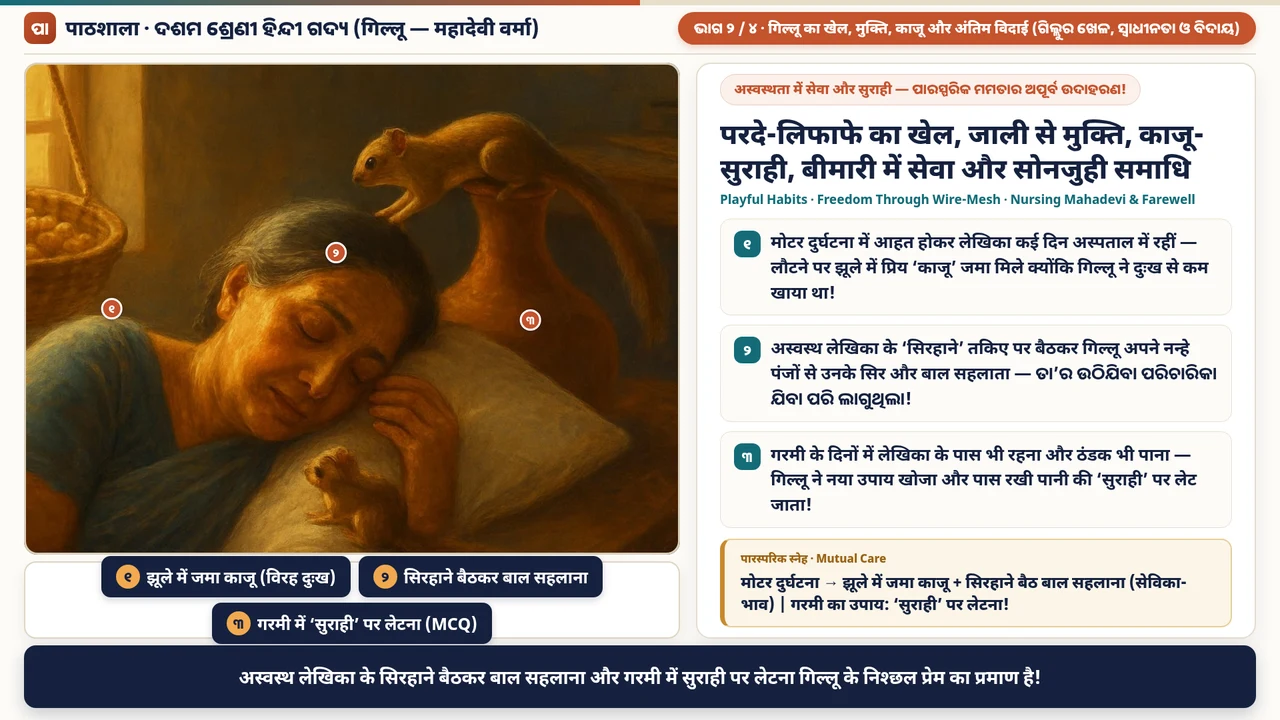 ପା ପାଠଶାଳା · ଦଶମ ଶ୍ରେଣୀ ହିନ୍ଦୀ ଗଦ୍ୟ (गिल्लू — महादेवी वर्मा)
ଭାଗ ୨ / ୪ · गिल्लू का खेल, मुक्ति, काजू और अंतिम विदाई (ଗିଲ୍ଲୁର ଖେଳ, ସ୍ୱାଧୀନତା ଓ ବିଦାୟ)
୧
୨
୩
୧ झूले में जमा काजू (विरह दुःख)
୨ सिरहाने बैठकर बाल सहलाना
୩ गरमी में ‘सुराही’ पर लेटना (MCQ)
अस्वस्थता में सेवा और सुराही — ପାରସ୍ପରିକ ମମତାର ଅପୂର୍ବ ଉଦାହରଣ!
परदे-लिफाफे का खेल, जाली से मुक्ति, काजू-
सुराही, बीमारी में सेवा और सोनजुही समाधि
Playful Habits · Freedom Through Wire-Mesh · Nursing Mahadevi & Farewell
୧ मोटर दुर्घटना में आहत होकर लेखिका कई दिन अस्पताल में रहीं —
लौटने पर झूले में प्रिय ‘काजू’ जमा मिले क्योंकि गिल्लू ने दुःख से कम
खाया था!
୨ अस्वस्थ लेखिका के ‘सिरहाने’ तकिए पर बैठकर गिल्लू अपने नन्हे
पंजों से उनके सिर और बाल सहलाता — ତା’ର ଉଠିଯିବା ପରିଚାରିକା
ଯିବା ପରି ଲାଗୁଥିଲା!
୩ गरमी के दिनों में लेखिका के पास भी रहना और ठंडक भी पाना —
गिल्लू ने नया उपाय खोजा और पास रखी पानी की ‘सुराही’ पर लेट
जाता!
पारस्परिक स्नेह · Mutual Care
मोटर दुर्घटना → झूले में जमा काजू + सिरहाने बैठ बाल सहलाना (सेविका-
भाव) | गरमी का उपाय: ‘सुराही’ पर लेटना!
अस्वस्थ लेखिका के सिरहाने बैठकर बाल सहलाना और गरमी में सुराही पर लेटना गिल्लू के निश्छल प्रेम का प्रमाण है!